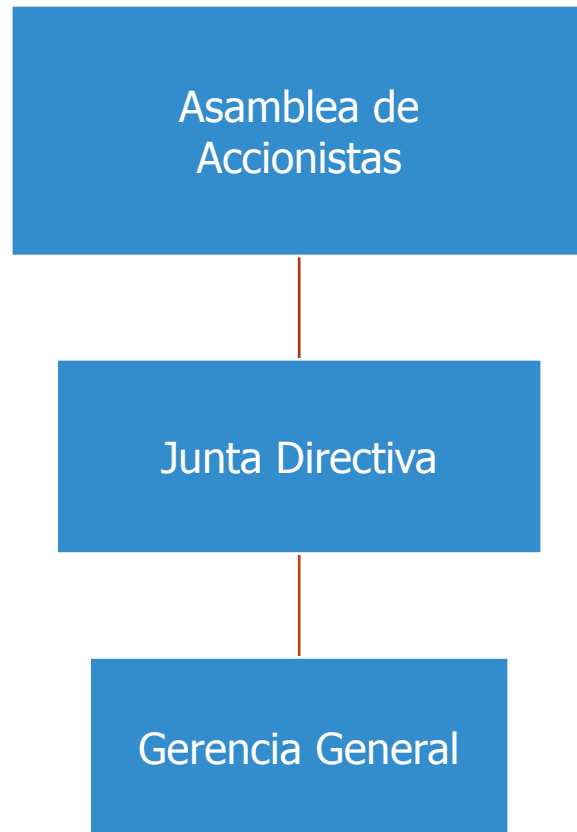 Asamblea de
Accionistas
Junta Directiva
Gerencia General